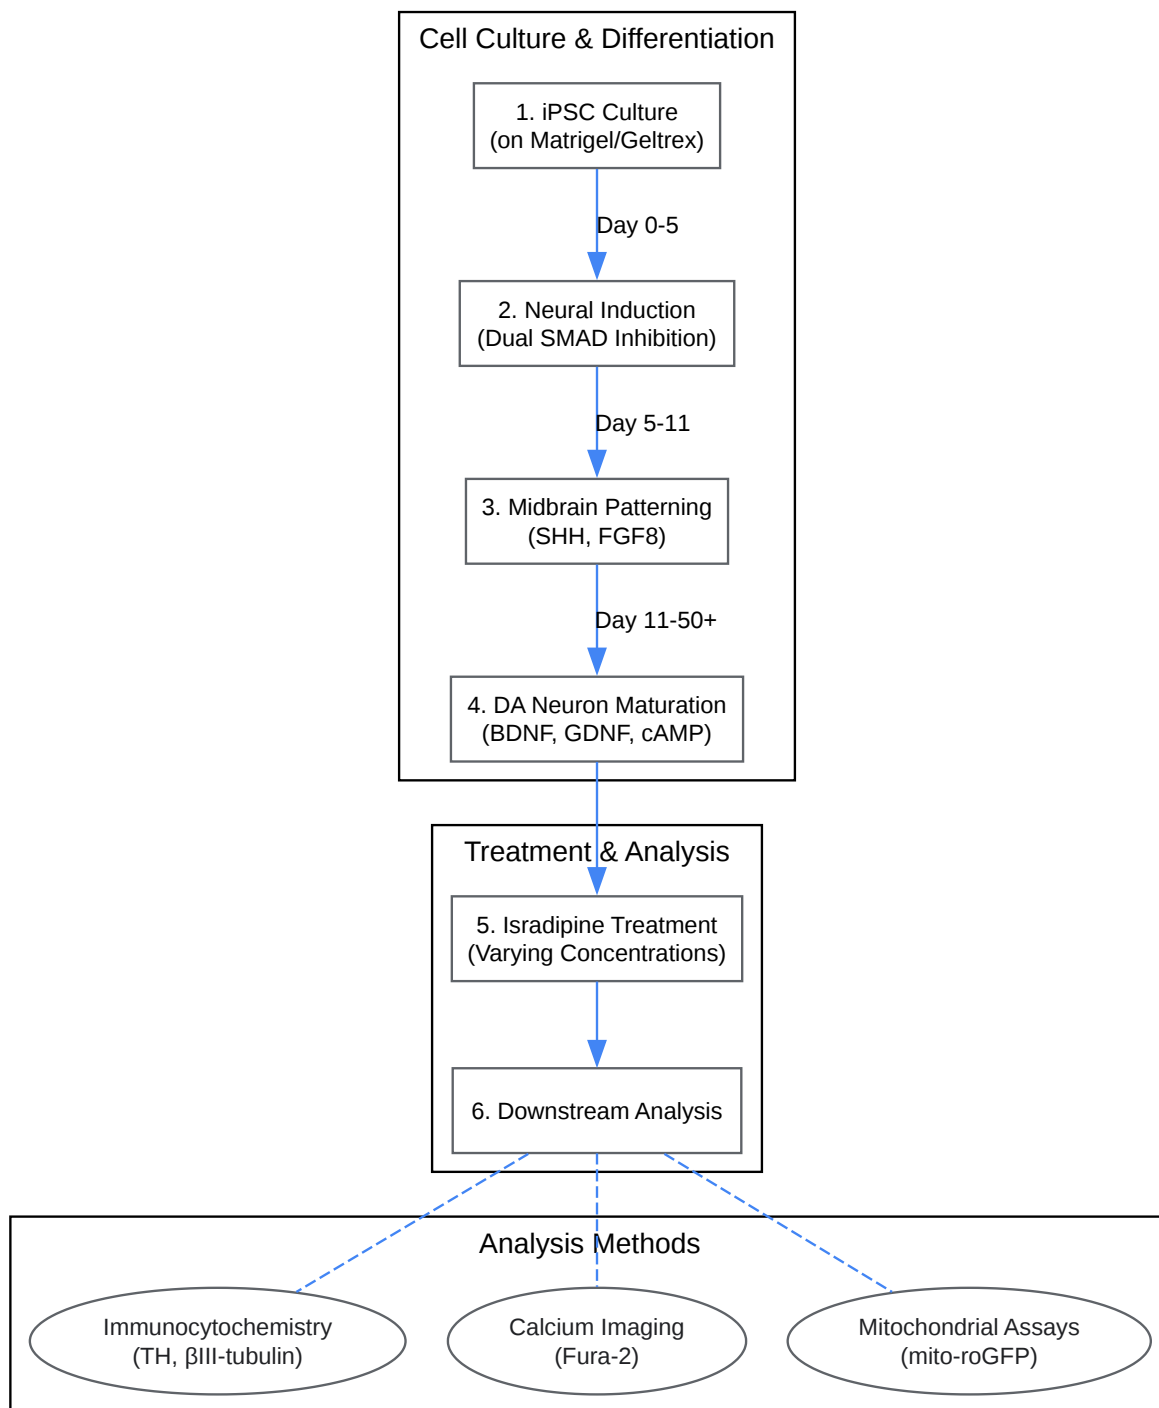 Cell Culture & Differentiation
1. iPSC Culture
(on Matrigel/Geltrex)
Day 0-5
2. Neural Induction
(Dual SMAD Inhibition)
Day 5-11
3. Midbrain Patterning
(SHH, FGF8)
Day 11-50+
4. DA Neuron Maturation
(BDNF, GDNF, cAMP)
Treatment & Analysis
5. Isradipine Treatment
(Varying Concentrations)
6. Downstream Analysis
Analysis Methods
Immunocytochemistry
(TH, βIII-tubulin)
Calcium Imaging
(Fura-2)
Mitochondrial Assays
(mito-roGFP)